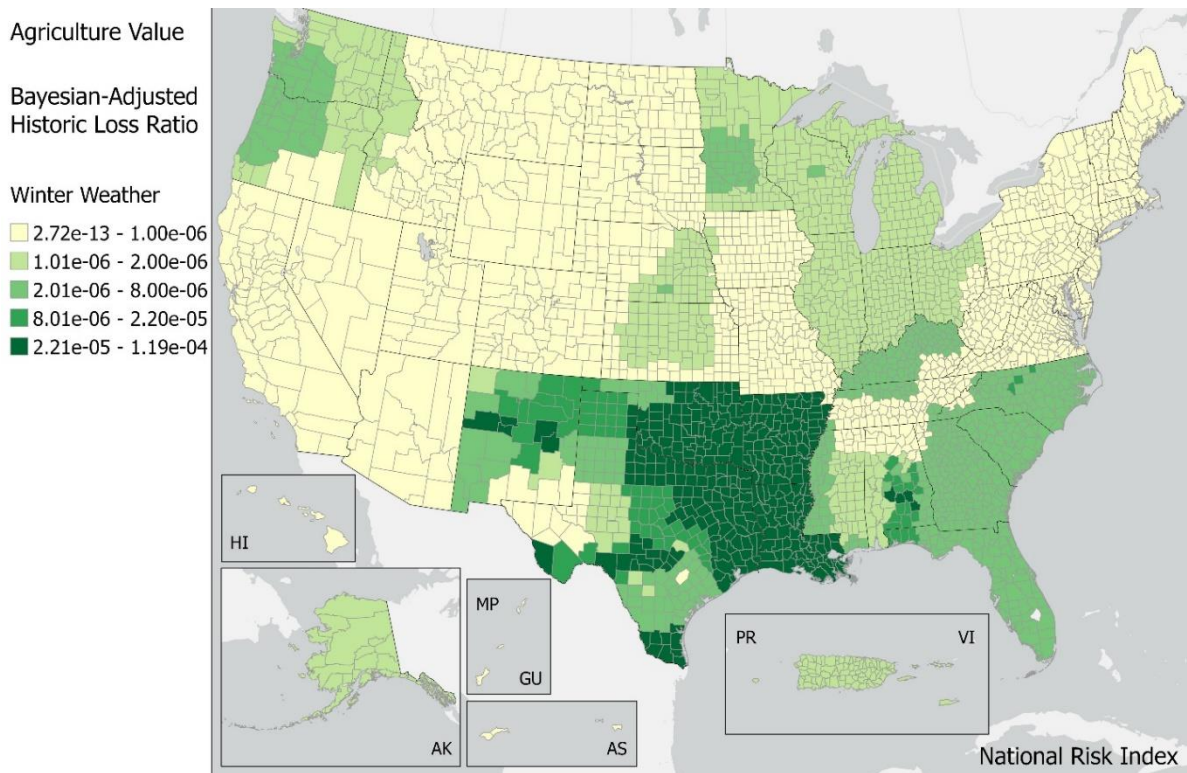 Agriculture Value
Bayesian-Adjusted
Historic Loss Ratio
Winter Weather
2.72e-13 - 1.00e-06
1.01e-06 - 2.00e-06
2.01e-06 - 8.00e-06
8.01e-06 - 2.20e-05
2.21e-05 - 1.19e-04
HI
AK
MP
GU
AS
PR
VI
National Risk Index